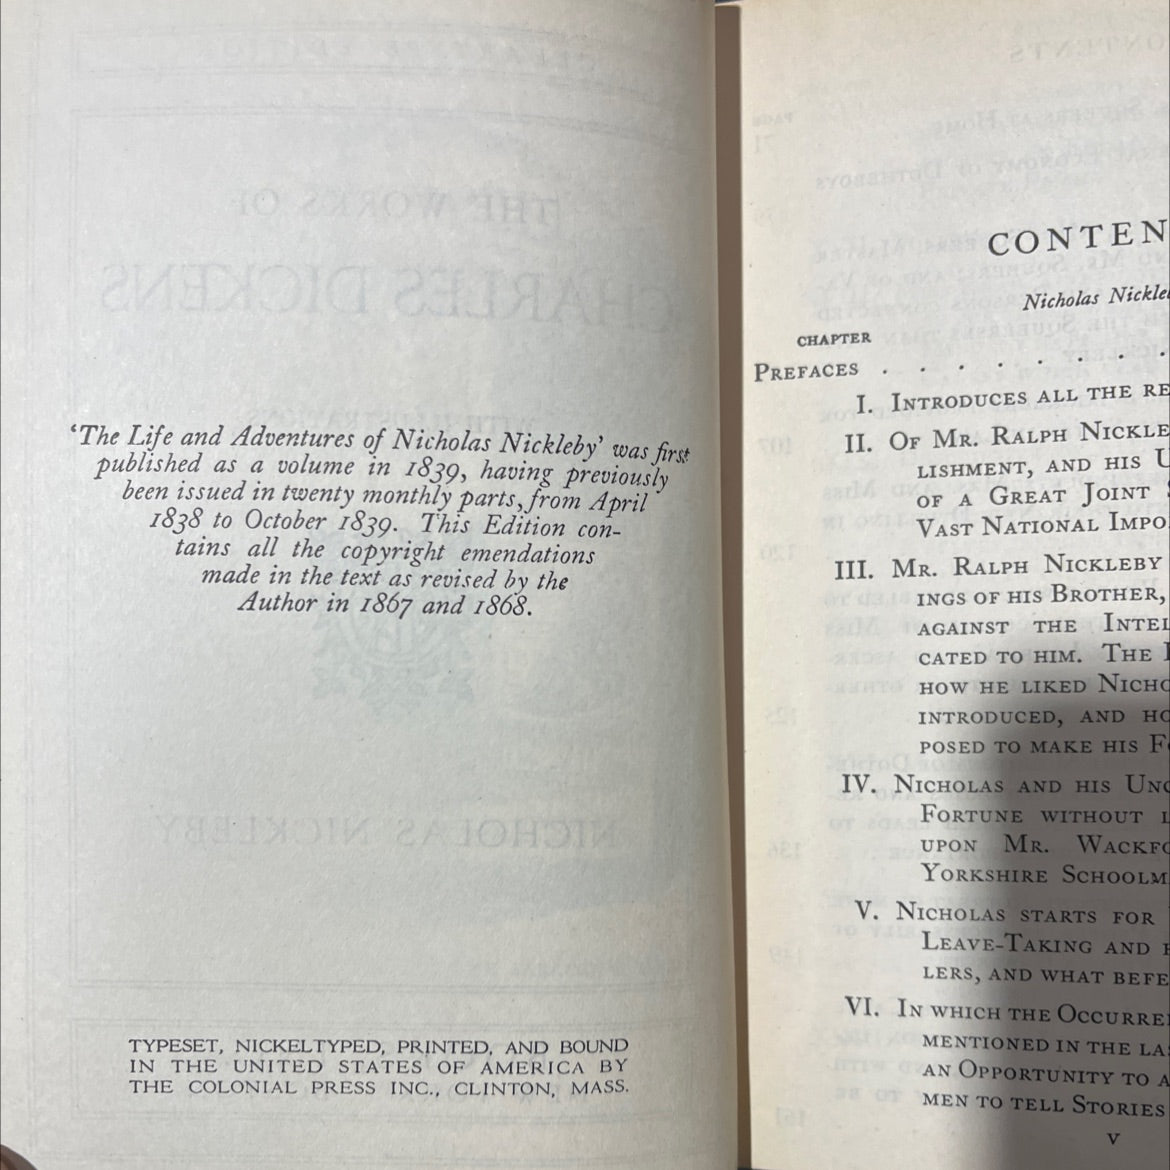 ‘The Life and Adventures of Nicholas Nickleby’ was first
published as a volume in 1839, having previously
been issued in twenty monthly parts, from April
1838 to October 1839. This Edition con-
tains all the copyright emendations
made in the text as revised by the
Author in 1867 and 1868.
TYPESET, NICKELTYPED, PRINTED, AND BOUND
IN THE UNITED STATES OF AMERICA BY
THE COLONIAL PRESS INC., CLINTON, MASS.
CONTEN
Nicholas Nickle
CHAPTER
PREFACES . . . . . . . .
I. INTRODUCES ALL THE RE
II. OF MR. RALPH NICKLE
LISHMENT, AND HIS U
OF A GREAT JOINT S
VAST NATIONAL IMPO
III. MR. RALPH NICKLEBY
INGS OF HIS BROTHER,
AGAINST THE INTEL
CATED TO HIM. THE
HOW HE LIKED NICHO
INTRODUCED, AND HO
POSED TO MAKE HIS F
IV. NICHOLAS AND HIS UNC
FORTUNE WITHOUT L
UPON MR. WACKFO
YORKSHIRE SCHOOLM
V. NICHOLAS STARTS FOR
LEAVE-TAKING AND
LERS, AND WHAT BEFE
VI. IN WHICH THE OCCURRE
MENTIONED IN THE LA
AN OPPORTUNITY TO A
MEN TO TELL STORIES
V